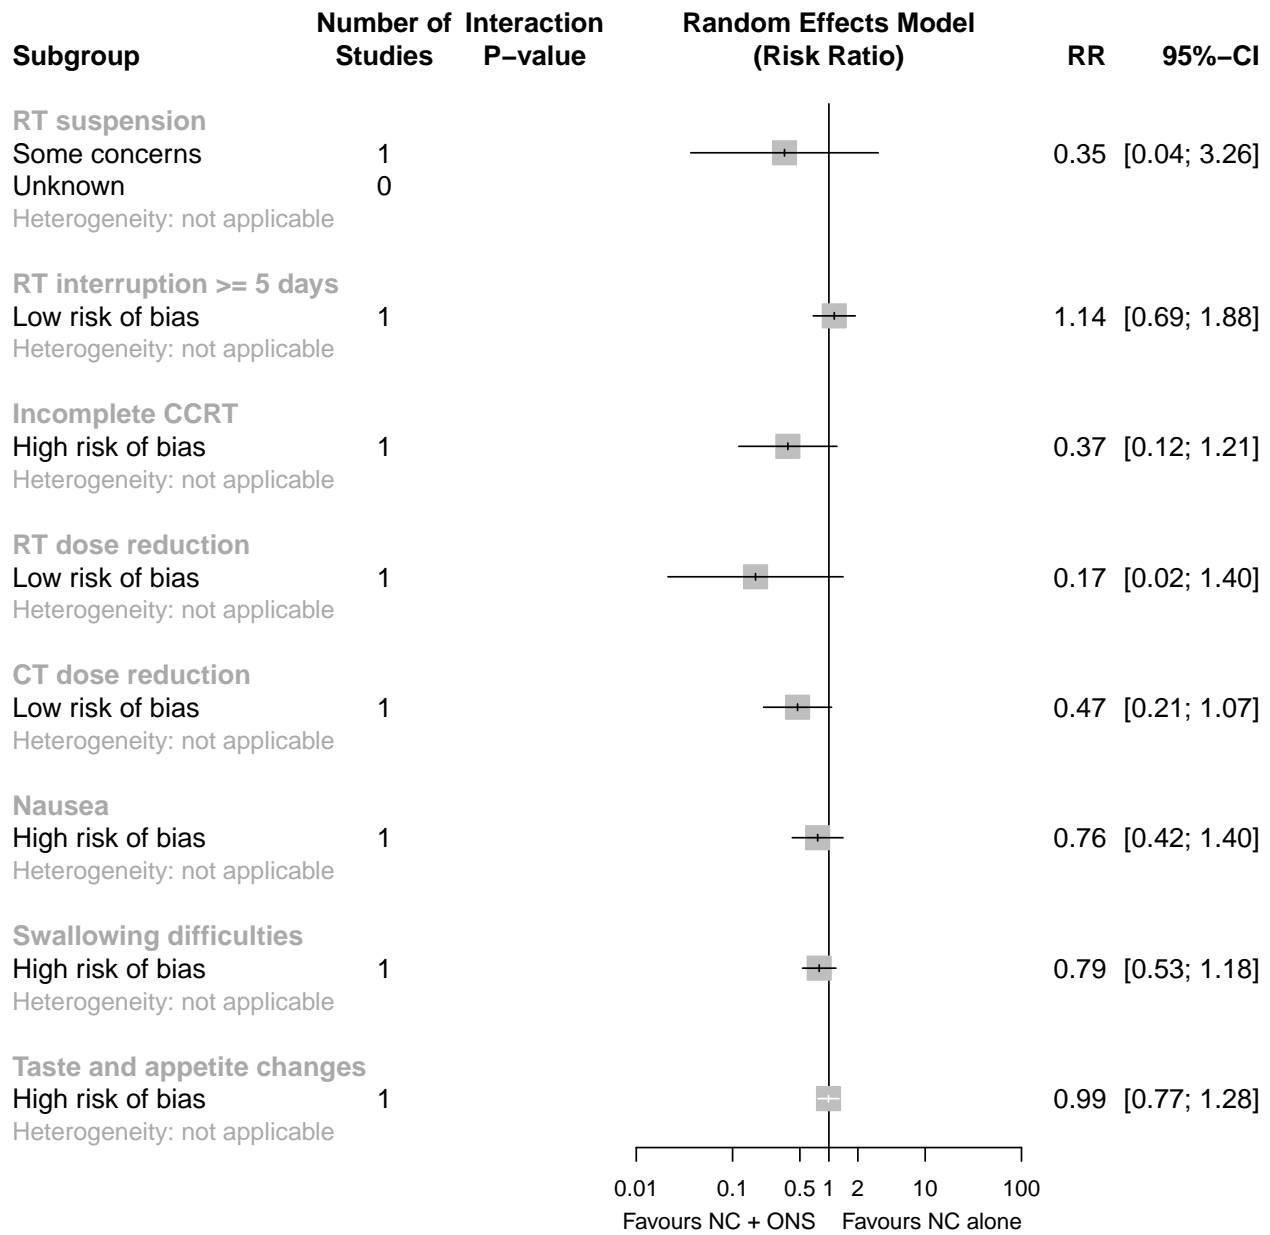 Number of Interaction Random Effects Model
Subgroup Studies P−value (Risk Ratio) RR 95%−CI
RT suspension
Some concerns 1 0.35 [0.04; 3.26]
Unknown 0
Heterogeneity: not applicable
RT interruption >= 5 days
Low risk of bias 1 1.14 [0.69; 1.88]
Heterogeneity: not applicable
Incomplete CCRT
High risk of bias 1 0.37 [0.12; 1.21]
Heterogeneity: not applicable
RT dose reduction
Low risk of bias 1 0.17 [0.02; 1.40]
Heterogeneity: not applicable
CT dose reduction
Low risk of bias 1 0.47 [0.21; 1.07]
Heterogeneity: not applicable
Nausea
High risk of bias 1 0.76 [0.42; 1.40]
Heterogeneity: not applicable
Swallowing difficulties
High risk of bias 1 0.79 [0.53; 1.18]
Heterogeneity: not applicable
Taste and appetite changes
High risk of bias 1 0.99 [0.77; 1.28]
Heterogeneity: not applicable
0.01 0.1 0.5 1 2 10 100
Favours NC + ONS Favours NC alone